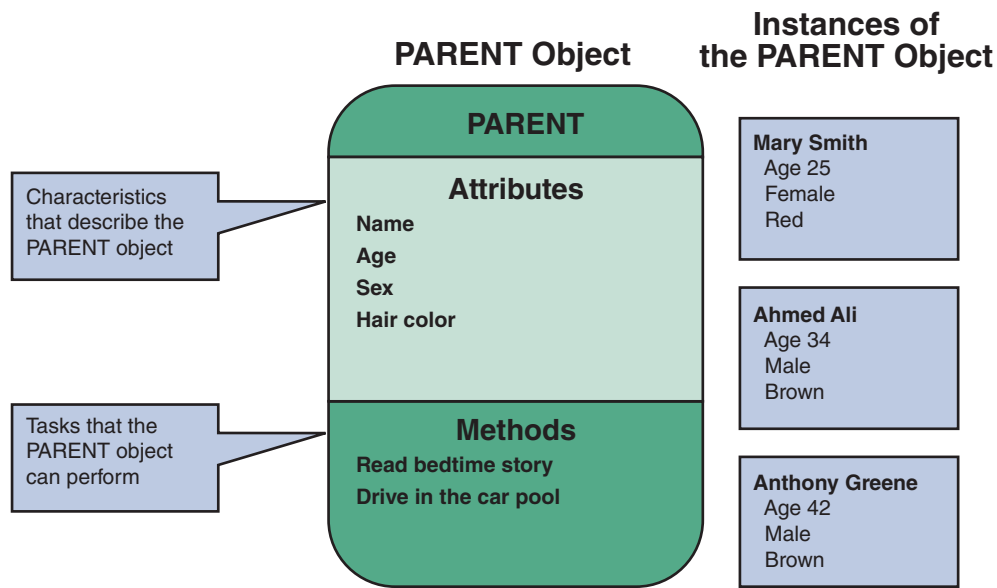 PARENT Object
Instances of
the PARENT Object
PARENT
Attributes
Name
Age
Sex
Hair color
Methods
Read bedtime story
Drive in the car pool
Characteristics
that describe the
PARENT object
Tasks that the
PARENT object
can perform
Mary Smith
Age 25
Female
Red
Ahmed Ali
Age 34
Male
Brown
Anthony Greene
Age 42
Male
Brown